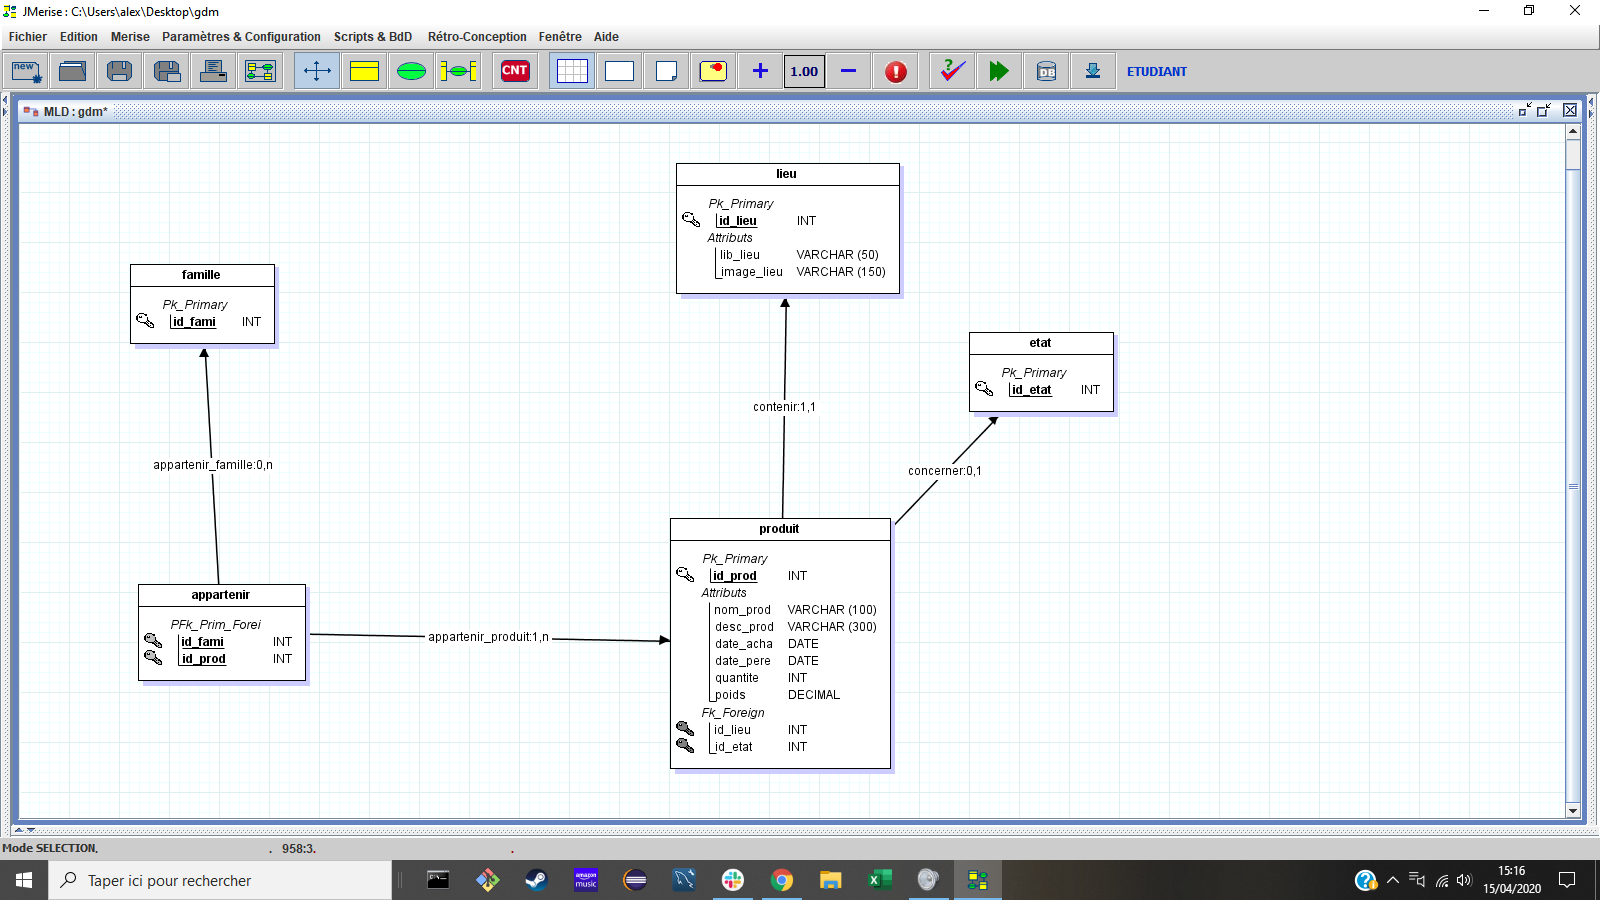 JMerise : C:\Users\alex\Desktop\gdm
Fichier Edition Merise Paramètres & Configuration Scripts & BdD Rétro-Conception Fenêtre Aide
new CNT 1.00 DB ETUDIANT
MLD : gdm*
lieu
Pk_Primary
id_lieu INT
Attributs
lib_lieu VARCHAR (50)
image_lieu VARCHAR (150)
famille
Pk_Primary
id_fami INT
etat
Pk_Primary
id_etat INT
contenir:1,1
appartenir_famille:0,n
concerner:0,1
produit
Pk_Primary
id_prod INT
Attributs
nom_prod VARCHAR (100)
desc_prod VARCHAR (300)
date_acha DATE
date_pere DATE
quantite INT
poids DECIMAL
Fk_Foreign
id_lieu INT
id_etat INT
appartenir
PFk_Prim_Forei
id_fami INT
id_prod INT
appartenir_produit:1,n
Mode SELECTION. . 958:3. .
Taper ici pour rechercher
amazon music
15:16
15/04/2020